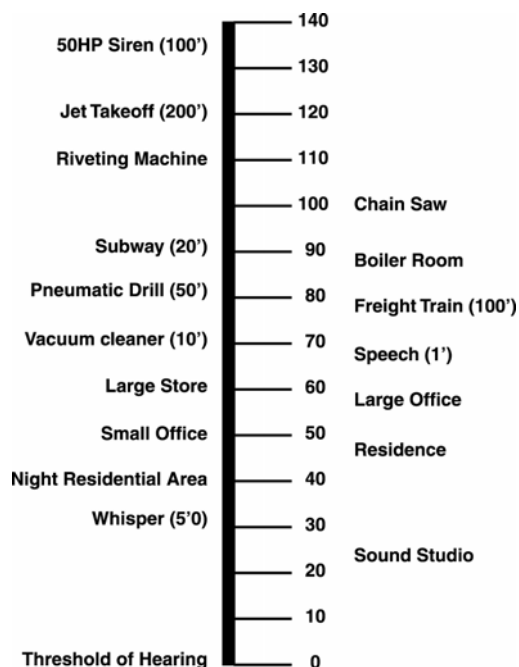 140
50HP Siren (100')
130
Jet Takeoff (200') 120
Riveting Machine 110
100 Chain Saw
Subway (20') 90
Boiler Room
Pneumatic Drill (50') 80
Freight Train (100')
Vacuum cleaner (10') 70
Speech (1')
Large Store 60
Large Office
Small Office 50
Residence
Night Residential Area 40
Whisper (5'0) 30
Sound Studio
20
10
Threshold of Hearing 0